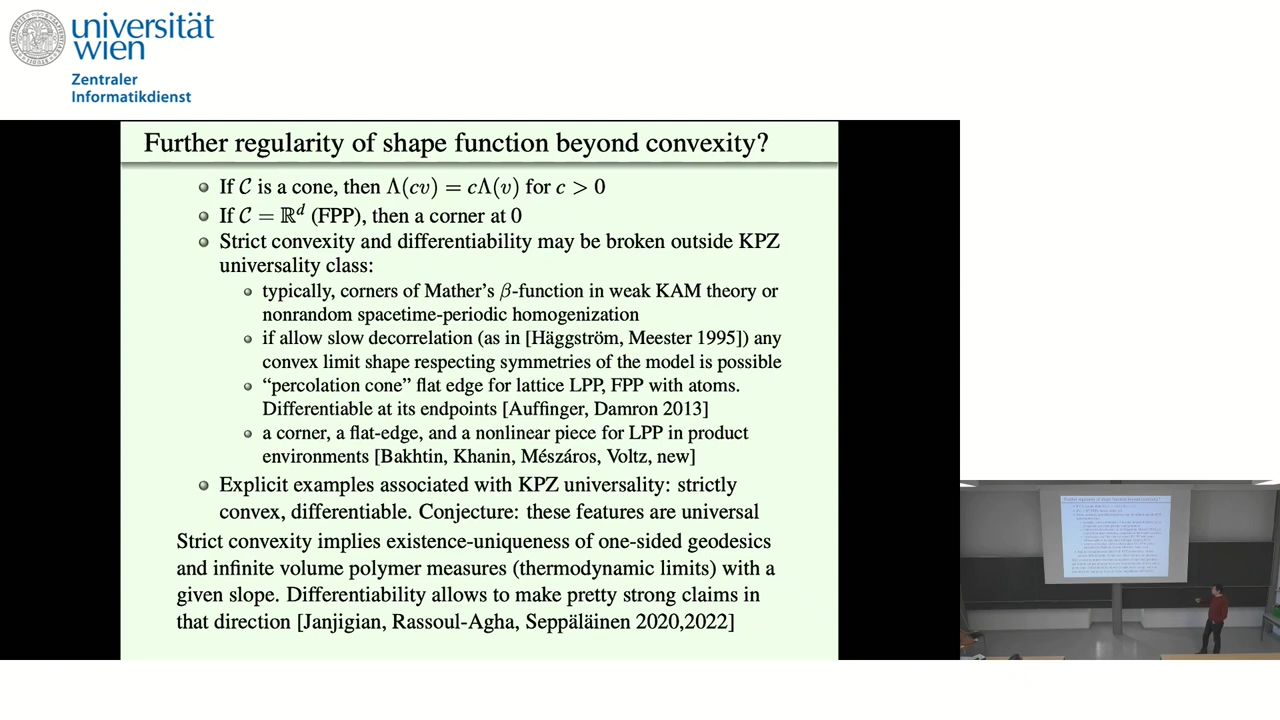 universität
wien
Zentraler
Informatikdienst
Further regularity of shape function beyond convexity?
If 𝒞 is a cone, then Λ(cv) = cΛ(v) for c > 0
If 𝒞 = ℝᵈ (FPP), then a corner at 0
Strict convexity and differentiability may be broken outside KPZ
universality class:
typically, corners of Mather's β-function in weak KAM theory or
nonrandom spacetime-periodic homogenization
if allow slow decorrelation (as in [Häggström, Meester 1995]) any
convex limit shape respecting symmetries of the model is possible
“percolation cone” flat edge for lattice LPP, FPP with atoms.
Differentiable at its endpoints [Auffinger, Damron 2013]
a corner, a flat-edge, and a nonlinear piece for LPP in product
environments [Bakhtin, Khanin, Mészáros, Voltz, new]
Explicit examples associated with KPZ universality: strictly
convex, differentiable. Conjecture: these features are universal
Strict convexity implies existence-uniqueness of one-sided geodesics
and infinite volume polymer measures (thermodynamic limits) with a
given slope. Differentiability allows to make pretty strong claims in
that direction [Janjigian, Rassoul-Agha, Seppäläinen 2020,2022]